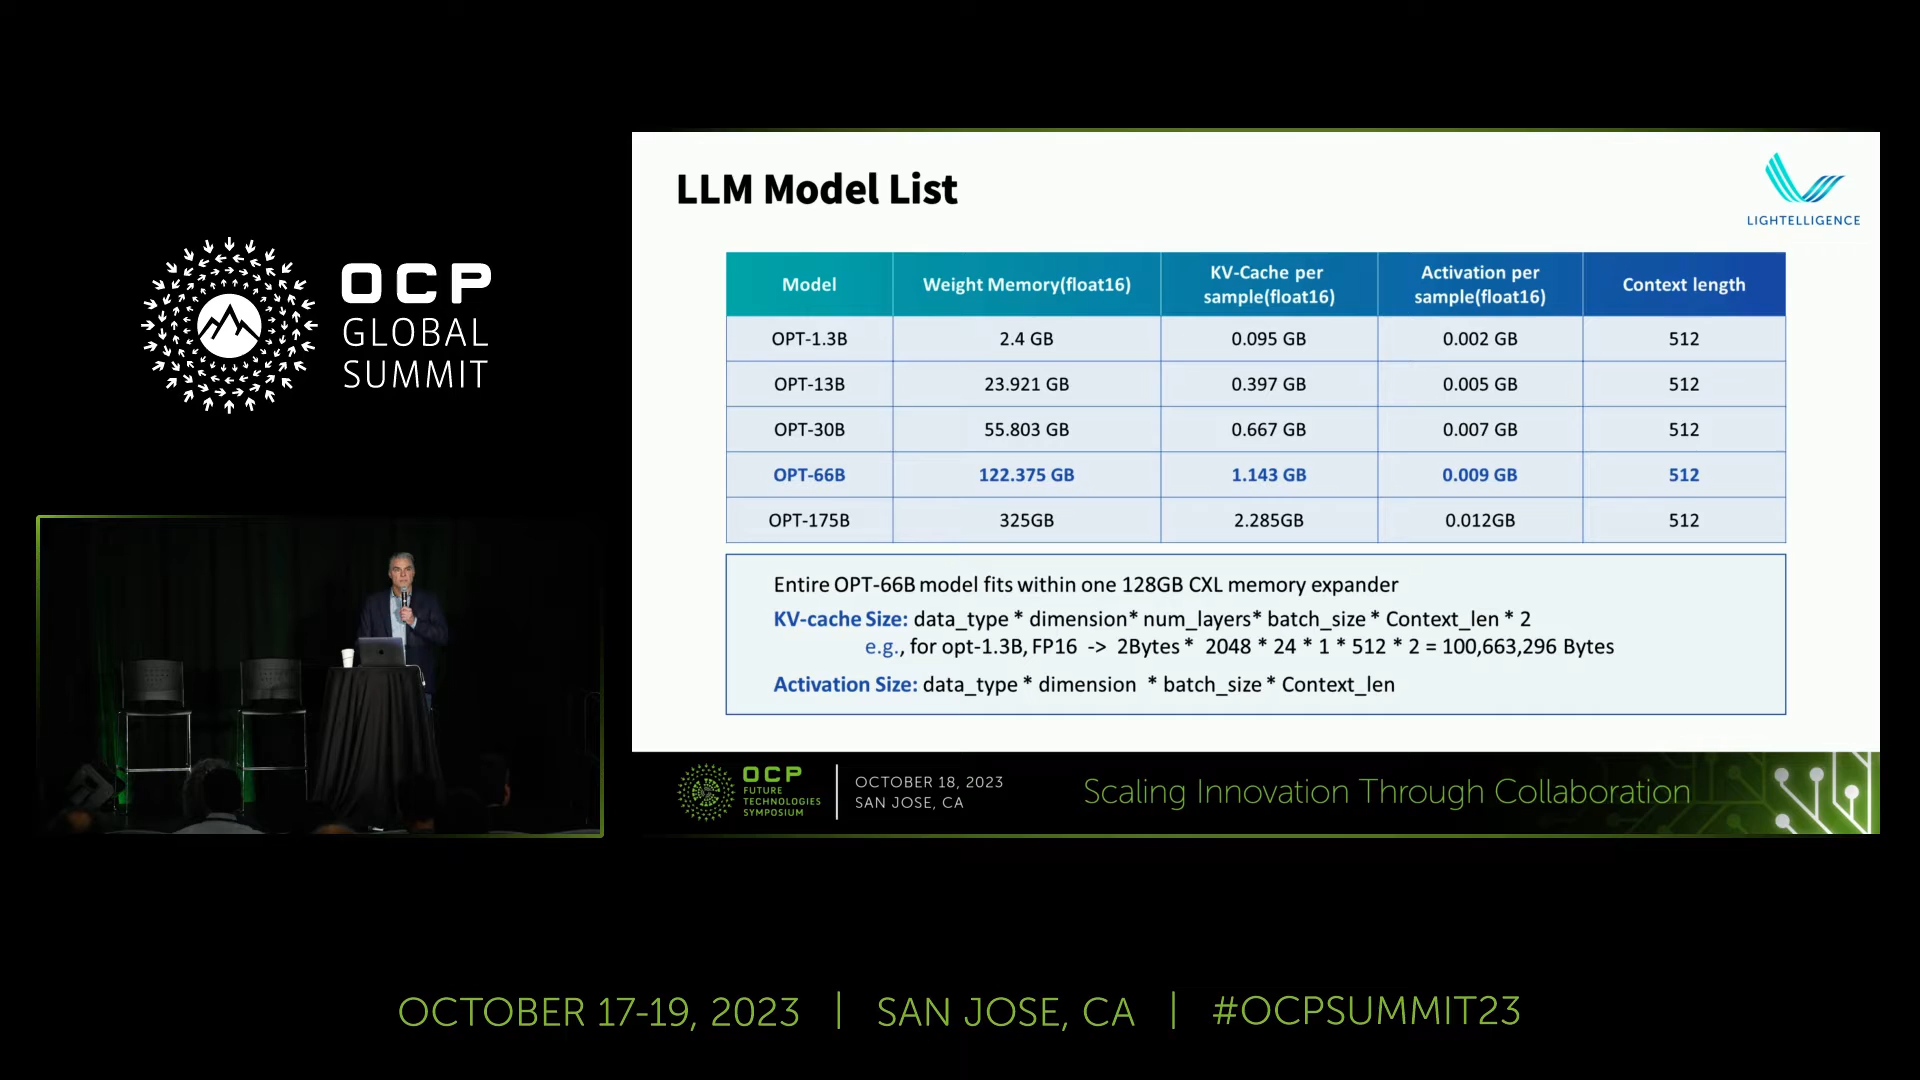 OCP
GLOBAL
SUMMIT
LLM Model List
LIGHTELLIGENCE
Model Weight Memory(float16) KV-Cache per sample(float16) Activation per sample(float16) Context length
OPT-1.3B 2.4 GB 0.095 GB 0.002 GB 512
OPT-13B 23.921 GB 0.397 GB 0.005 GB 512
OPT-30B 55.803 GB 0.667 GB 0.007 GB 512
OPT-66B 122.375 GB 1.143 GB 0.009 GB 512
OPT-175B 325GB 2.285GB 0.012GB 512
Entire OPT-66B model fits within one 128GB CXL memory expander
KV-cache Size: data_type * dimension* num_layers* batch_size * Context_len * 2
e.g., for opt-1.3B, FP16 -> 2Bytes * 2048 * 24 * 1 * 512 * 2 = 100,663,296 Bytes
Activation Size: data_type * dimension * batch_size * Context_len
OCP
FUTURE
TECHNOLOGIES
SYMPOSIUM
OCTOBER 18, 2023
SAN JOSE, CA
Scaling Innovation Through Collaboration
OCTOBER 17-19, 2023 | SAN JOSE, CA | #OCPSUMMIT23